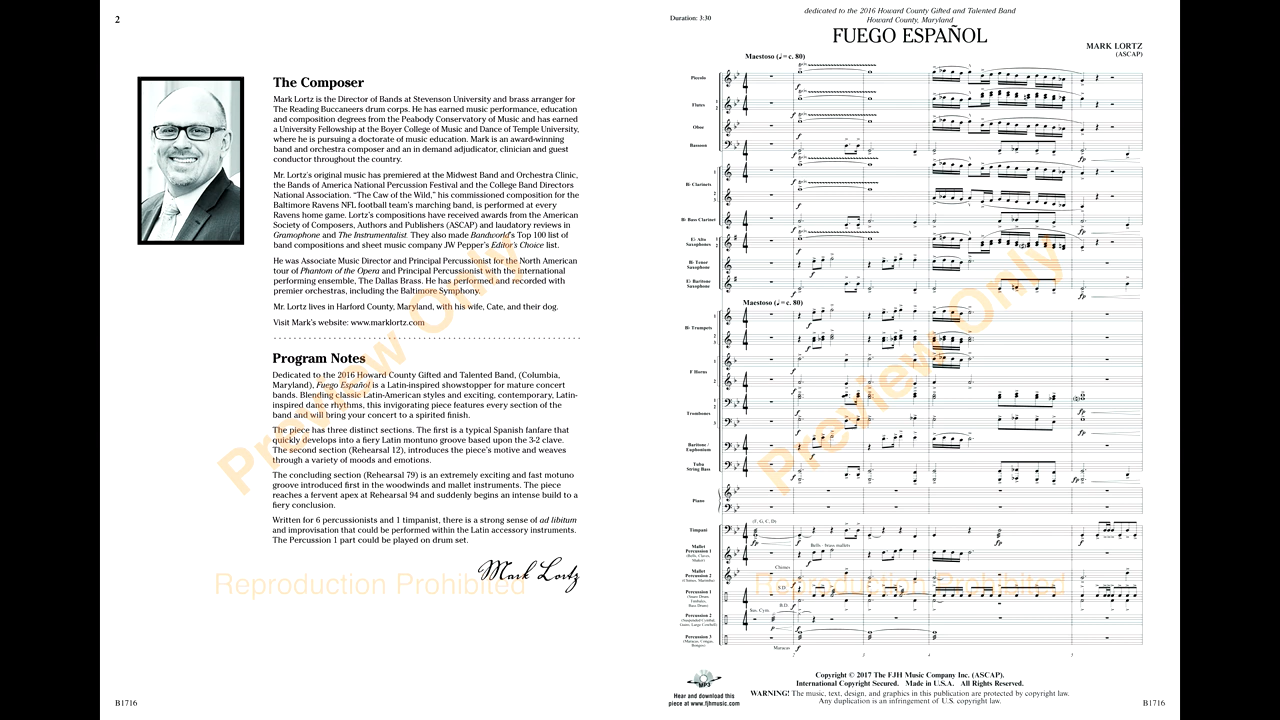 2
The Composer
Mark Lortz is the Director of Bands at Stevenson University and brass arranger for
The Reading Buccaneers drum corps. He has earned music performance, education
and composition degrees from the Peabody Conservatory of Music and has earned
a University Fellowship at the Boyer College of Music and Dance of Temple University,
where he is pursuing a doctorate of music education. Mark is an award-winning
band and orchestra composer and an in demand adjudicator, clinician and guest
conductor throughout the country.
Mr. Lortz's original music has premiered at the Midwest Band and Orchestra Clinic,
the Bands of America National Percussion Festival and the College Band Directors
National Association. "The Caw of the Wild," his commissioned composition for the
Baltimore Ravens NFL football team's marching band, is performed at every
Ravens home game. Lortz's compositions have received awards from the American
Society of Composers, Authors and Publishers (ASCAP) and laudatory reviews in
Gramophone and The Instrumentalist. They also made Bandworld's Top 100 list of
band compositions and sheet music company JW Pepper's Editor's Choice list.
He was Associate Music Director and Principal Percussionist for the North American
tour of Phantom of the Opera and Principal Percussionist with the international
performing ensemble, The Dallas Brass. He has performed and recorded with
premier orchestras, including the Baltimore Symphony.
Mr. Lortz lives in Harford County, Maryland, with his wife, Cate, and their dog.
Visit Mark's website: www.marklortz.com
Program Notes
Dedicated to the 2016 Howard County Gifted and Talented Band, (Columbia,
Maryland), Fuego Español is a Latin-inspired showstopper for mature concert
bands. Blending classic Latin-American styles and exciting, contemporary, Latin-
inspired dance rhythms, this invigorating piece features every section of the
band and will bring your concert to a spirited finish.
The piece has three distinct sections. The first is a typical Spanish fanfare that
quickly develops into a fiery Latin montuno groove based upon the 3-2 clave.
The second section (Rehearsal 12), introduces the piece's motive and weaves
through a variety of moods and emotions.
The concluding section (Rehearsal 79) is an extremely exciting and fast motuno
groove introduced first in the woodwinds and mallet instruments. The piece
reaches a fervent apex at Rehearsal 94 and suddenly begins an intense build to a
fiery conclusion.
Written for 6 percussionists and 1 timpanist, there is a strong sense of ad libitum
and improvisation that could be performed within the Latin accessory instruments.
The Percussion 1 part could be played on drum set.
Mark Lortz
Preview Only
Reproduction Prohibited
B1716
Duration: 3:30
dedicated to the 2016 Howard County Gifted and Talented Band
Howard County, Maryland
FUEGO ESPAÑOL
MARK LORTZ
(ASCAP)
Maestoso (♩ = c. 80)
Piccolo
Flutes
Oboe
Bassoon
B♭ Clarinets
B♭ Bass Clarinet
E♭ Alto
Saxophones
B♭ Tenor
Saxophone
E♭ Baritone
Saxophone
Maestoso (♩ = c. 80)
B♭ Trumpets
F Horns
Trombones
Baritone /
Euphonium
Tuba
String Bass
Piano
Timpani
(F, G, C, D)
Mallet
Percussion 1
(Bells, Claves,
Bells - brass mallets
Mallet
Percussion 2
(Chimes, Marimba)
Chimes
Percussion 1
(Snare Drum,
Timbales,
Bass Drum)
S.D.
B.D.
Percussion 2
Sus. Cym.
Percussion 3
(Maracas, Congas,
Bongos)
Maracas
2 3 4 5
Preview Only
Reproduction Prohibited
MP3
Hear and download this
piece at www.fjhmusic.com
Copyright © 2017 The FJH Music Company Inc. (ASCAP).
International Copyright Secured. Made in U.S.A. All Rights Reserved.
WARNING! The music, text, design, and graphics in this publication are protected by copyright law.
Any duplication is an infringement of U.S. copyright law.
B1716